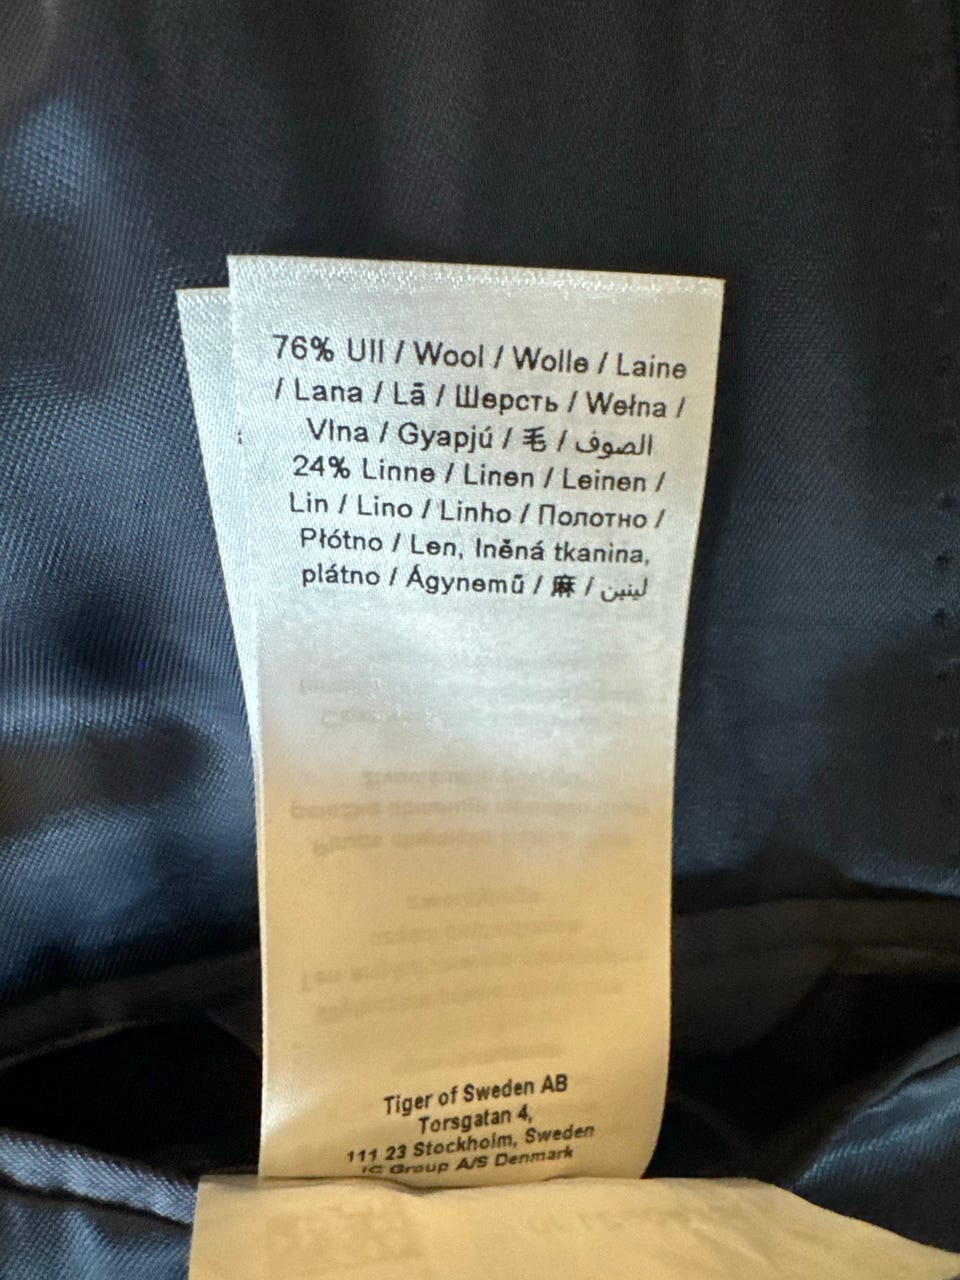 76% Ull / Wool / Wolle / Laine
/ Lana / Lã / Шерсть / Wełna /
Vlna / Gyapjú / 毛 / الصوف
24% Linne / Linen / Leinen /
Lin / Lino / Linho / Полотно /
Płótno / Len, lněná tkanina,
plátno / Ágynemű / 麻 / لينين
Tiger of Sweden AB
Torsgatan 4,
111 23 Stockholm, Sweden
IC Group A/S Denmark